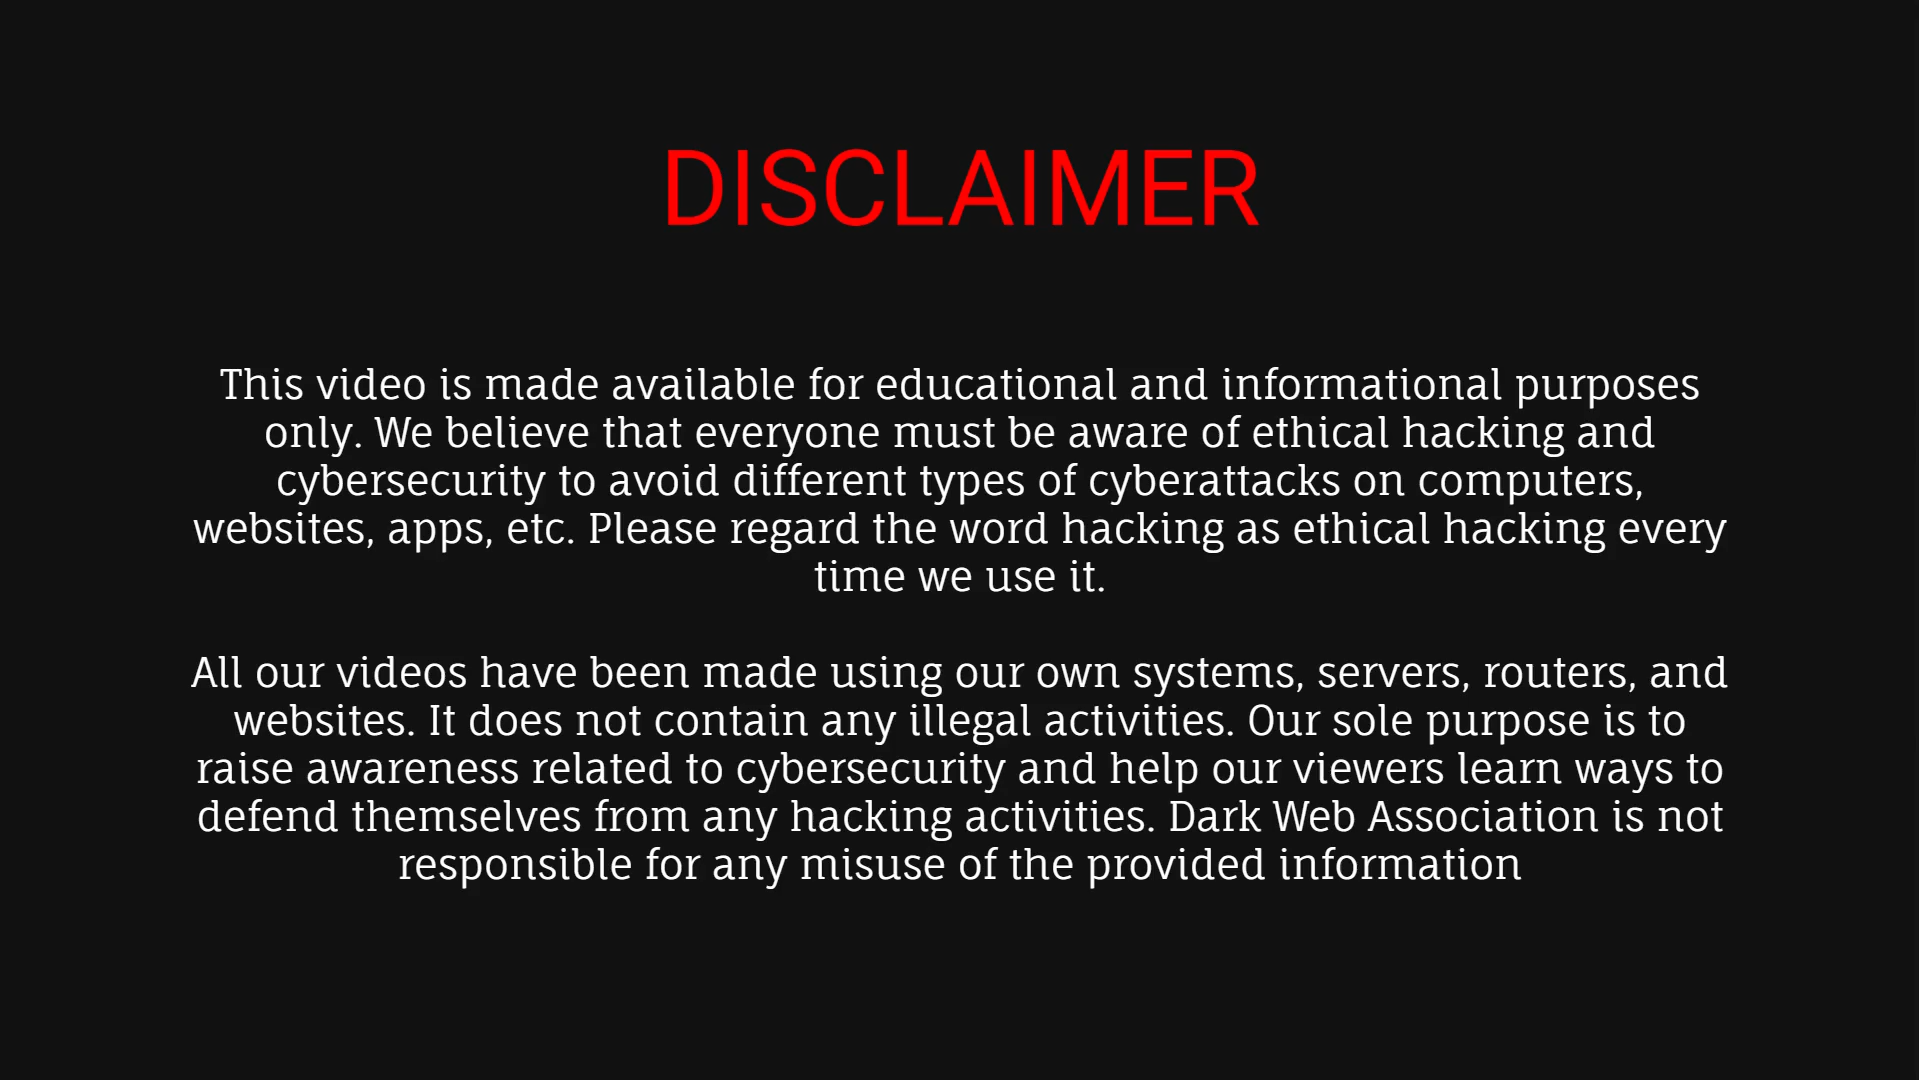 DISCLAIMER
This video is made available for educational and informational purposes
only. We believe that everyone must be aware of ethical hacking and
cybersecurity to avoid different types of cyberattacks on computers,
websites, apps, etc. Please regard the word hacking as ethical hacking every
time we use it.
All our videos have been made using our own systems, servers, routers, and
websites. It does not contain any illegal activities. Our sole purpose is to
raise awareness related to cybersecurity and help our viewers learn ways to
defend themselves from any hacking activities. Dark Web Association is not
responsible for any misuse of the provided information